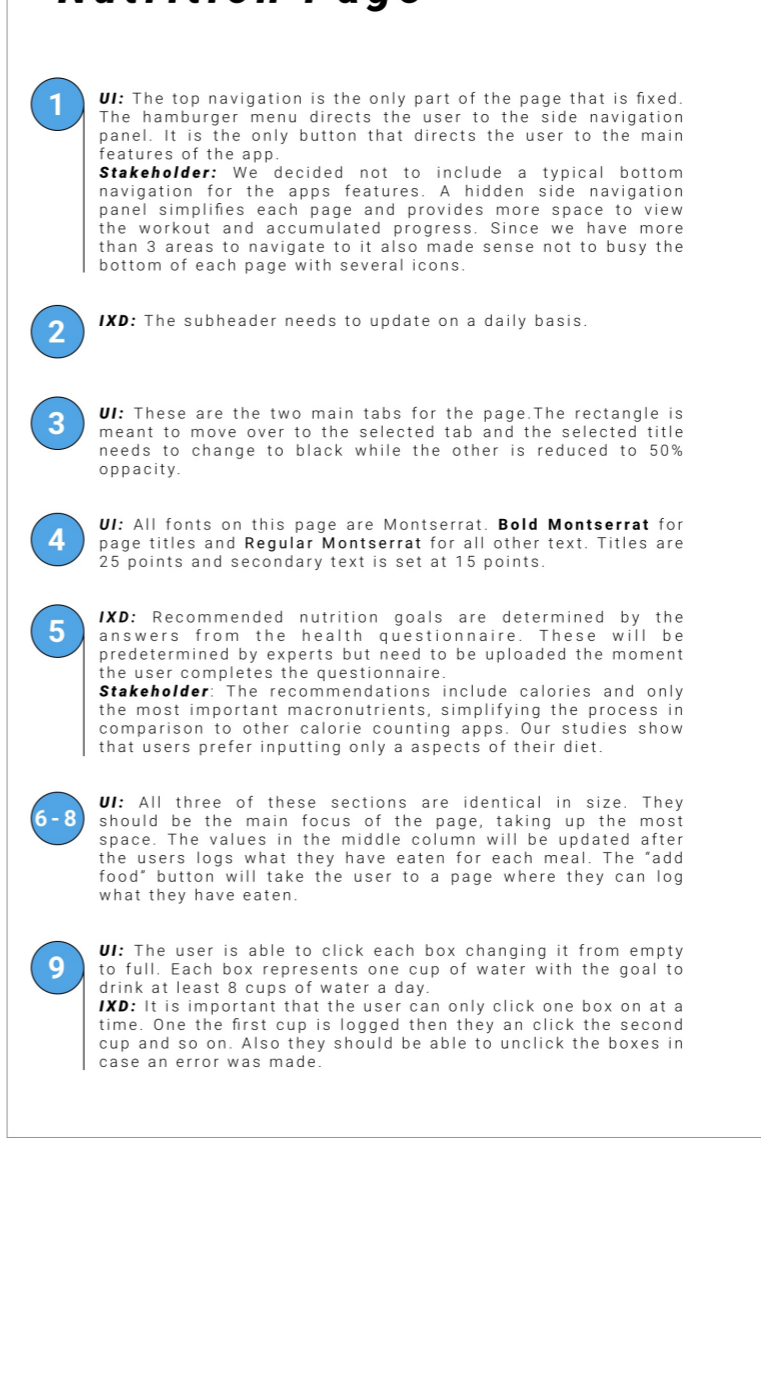 Nutrition Page
1
UI: The top navigation is the only part of the page that is fixed.
The hamburger menu directs the user to the side navigation
panel. It is the only button that directs the user to the main
features of the app.
Stakeholder: We decided not to include a typical bottom
navigation for the apps features. A hidden side navigation
panel simplifies each page and provides more space to view
the workout and accumulated progress. Since we have more
than 3 areas to navigate to it also made sense not to busy the
bottom of each page with several icons.
2
IXD: The subheader needs to update on a daily basis.
3
UI: These are the two main tabs for the page.The rectangle is
meant to move over to the selected tab and the selected title
needs to change to black while the other is reduced to 50%
oppacity.
4
UI: All fonts on this page are Montserrat. Bold Montserrat for
page titles and Regular Montserrat for all other text. Titles are
25 points and secondary text is set at 15 points.
5
IXD: Recommended nutrition goals are determined by the
answers from the health questionnaire. These will be
predetermined by experts but need to be uploaded the moment
the user completes the questionnaire.
Stakeholder: The recommendations include calories and only
the most important macronutrients, simplifying the process in
comparison to other calorie counting apps. Our studies show
that users prefer inputting only a aspects of their diet.
6-8
UI: All three of these sections are identical in size. They
should be the main focus of the page, taking up the most
space. The values in the middle column will be updated after
the users logs what they have eaten for each meal. The “add
food” button will take the user to a page where they can log
what they have eaten.
9
UI: The user is able to click each box changing it from empty
to full. Each box represents one cup of water with the goal to
drink at least 8 cups of water a day.
IXD: It is important that the user can only click one box on at a
time. One the first cup is logged then they an click the second
cup and so on. Also they should be able to unclick the boxes in
case an error was made.